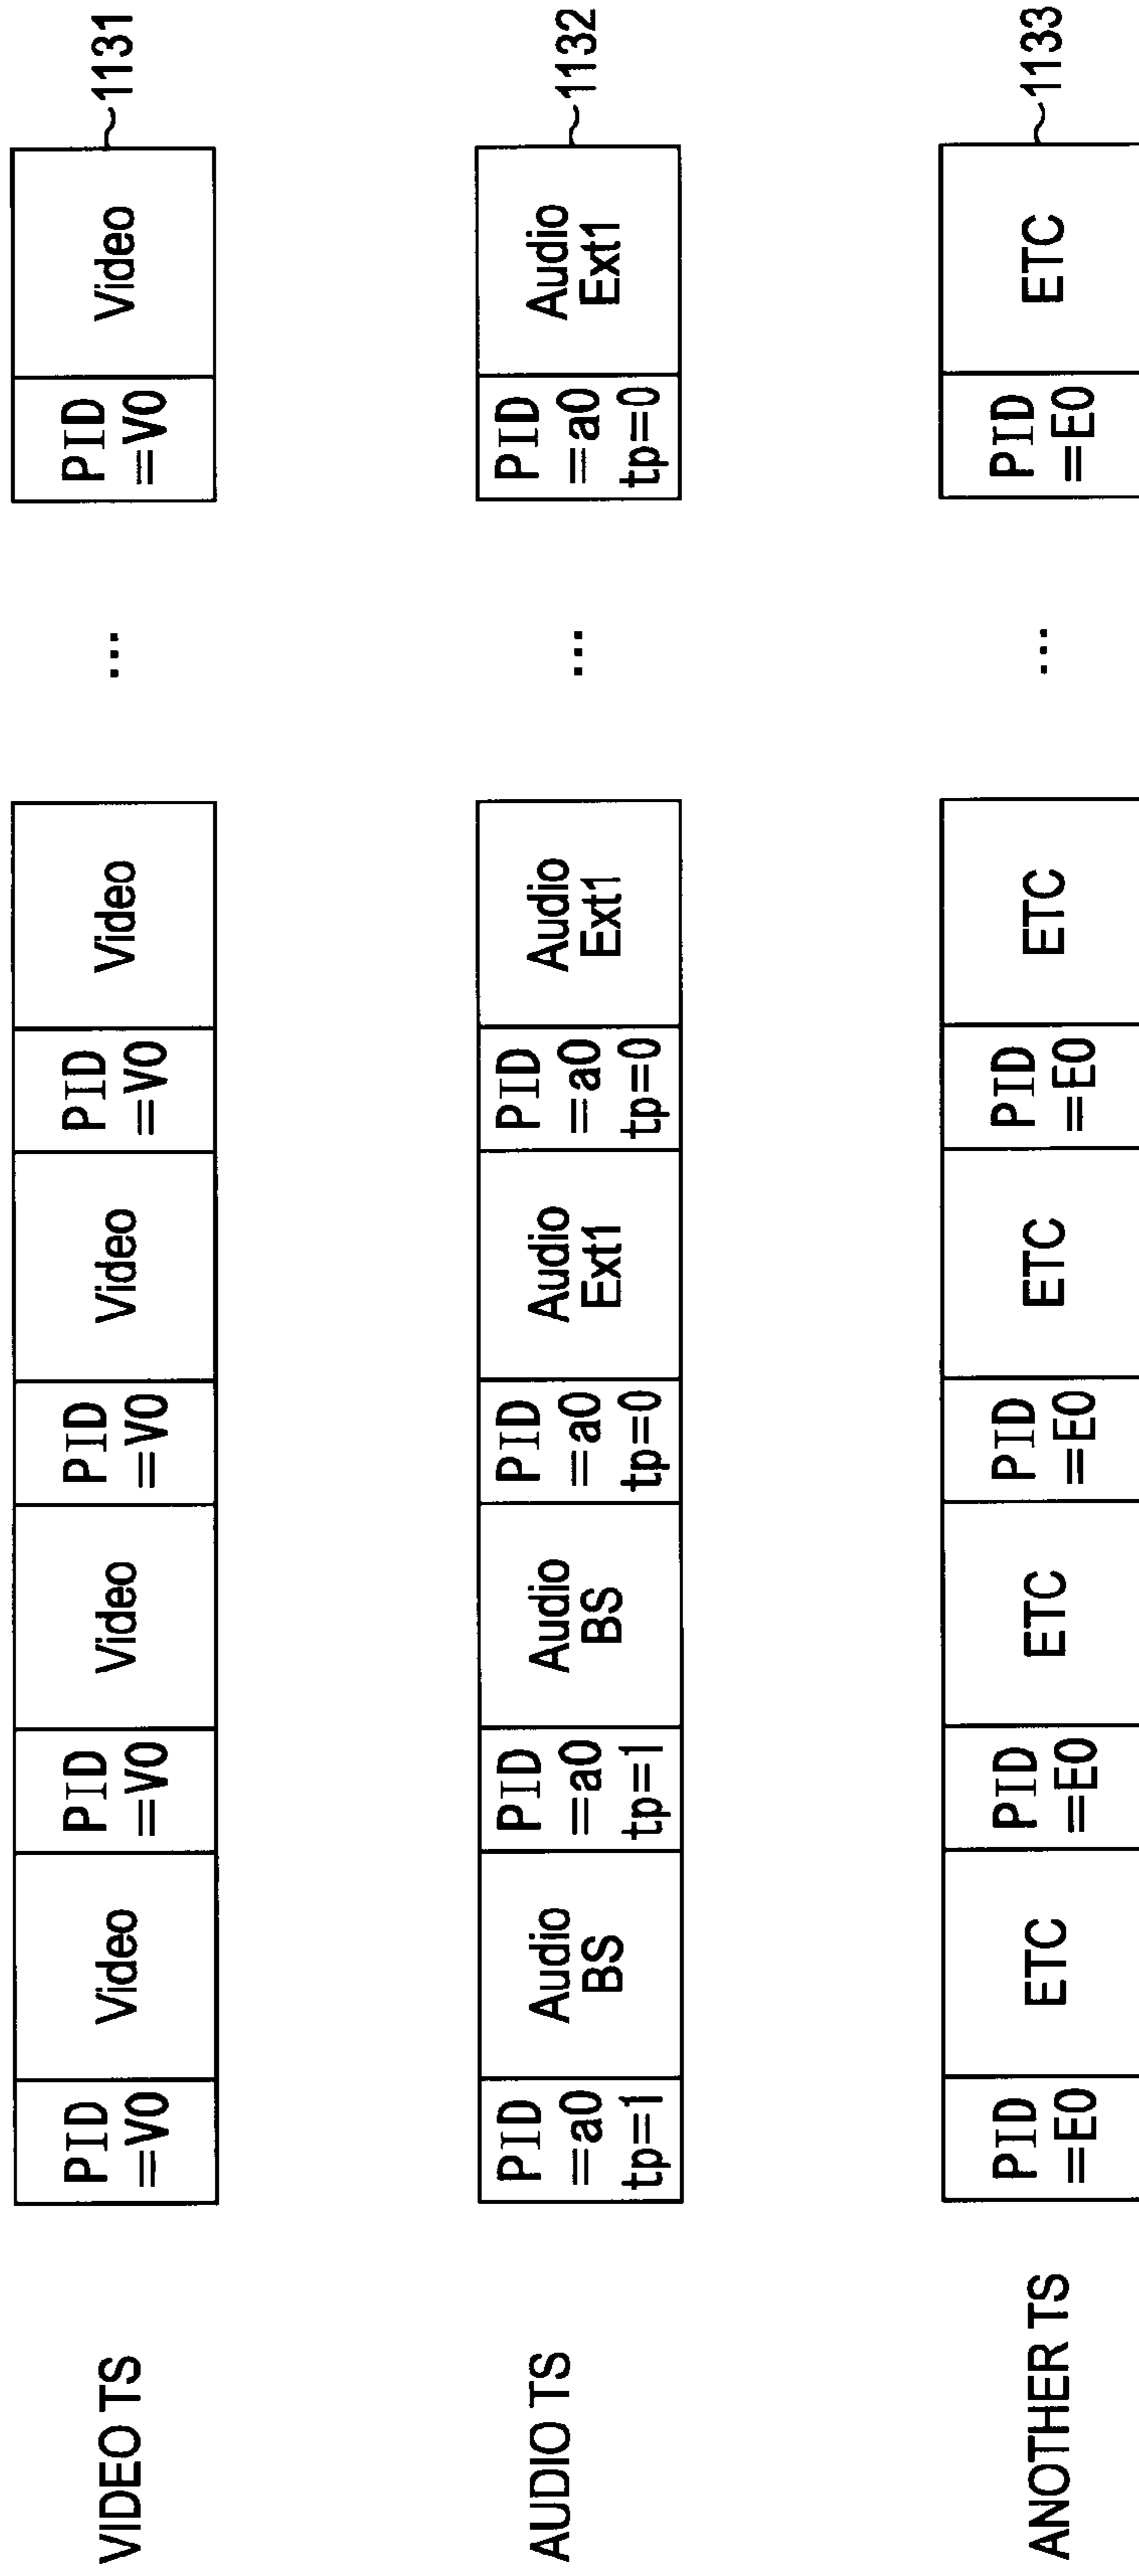 VIDEO TS
PID
=V0
Video
PID
=V0
Video
PID
=V0
Video
PID
=V0
Video
...
PID
=V0
Video
1131
AUDIO TS
PID
=a0
tp=1
Audio
BS
PID
=a0
tp=1
Audio
BS
PID
=a0
tp=0
Audio
Ext1
PID
=a0
tp=0
Audio
Ext1
...
PID
=a0
tp=0
Audio
Ext1
1132
ANOTHER TS
PID
=E0
ETC
PID
=E0
ETC
PID
=E0
ETC
PID
=E0
ETC
...
PID
=E0
ETC
1133